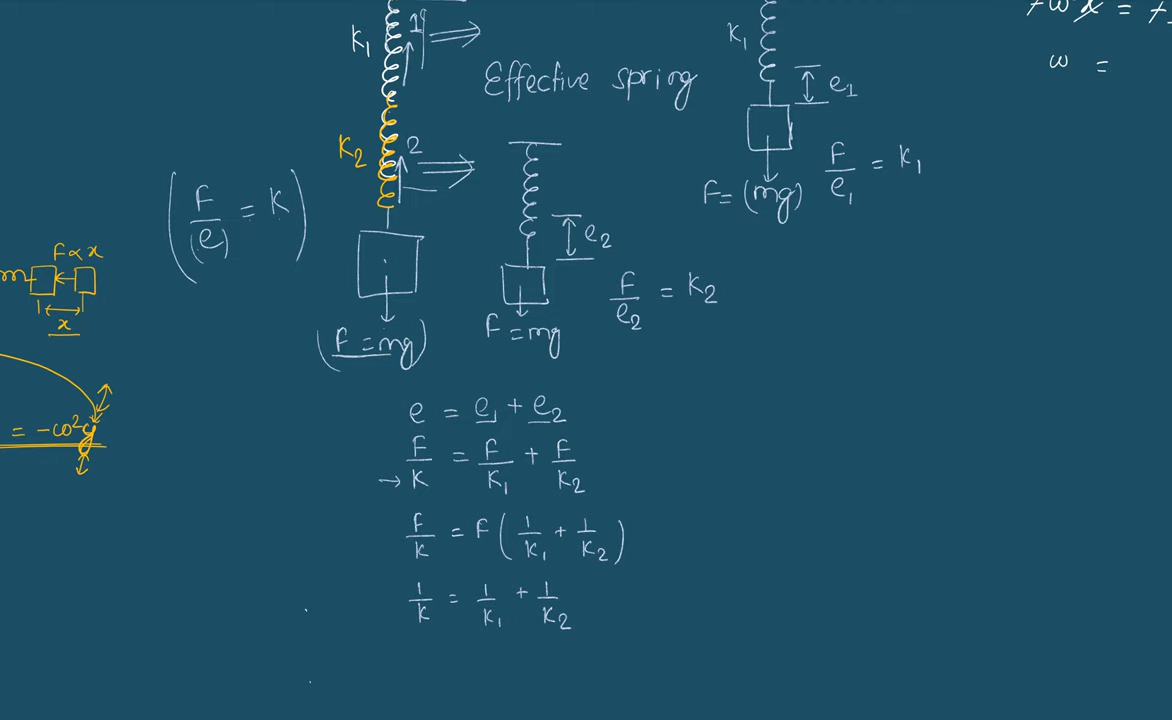 K₁ 1
Effective spring
K₂ 2
(F/(e) = K)
F ∝ x
m
x
= -ω²y
(F = mg)
e₂
F = mg
F/e₂ = K₂
K₁
e₁
F = (mg)
F/e₁ = K₁
ω =
e = e₁ + e₂
→ F/K = F/K₁ + F/K₂
F/K = F (1/K₁ + 1/K₂)
1/K = 1/K₁ + 1/K₂